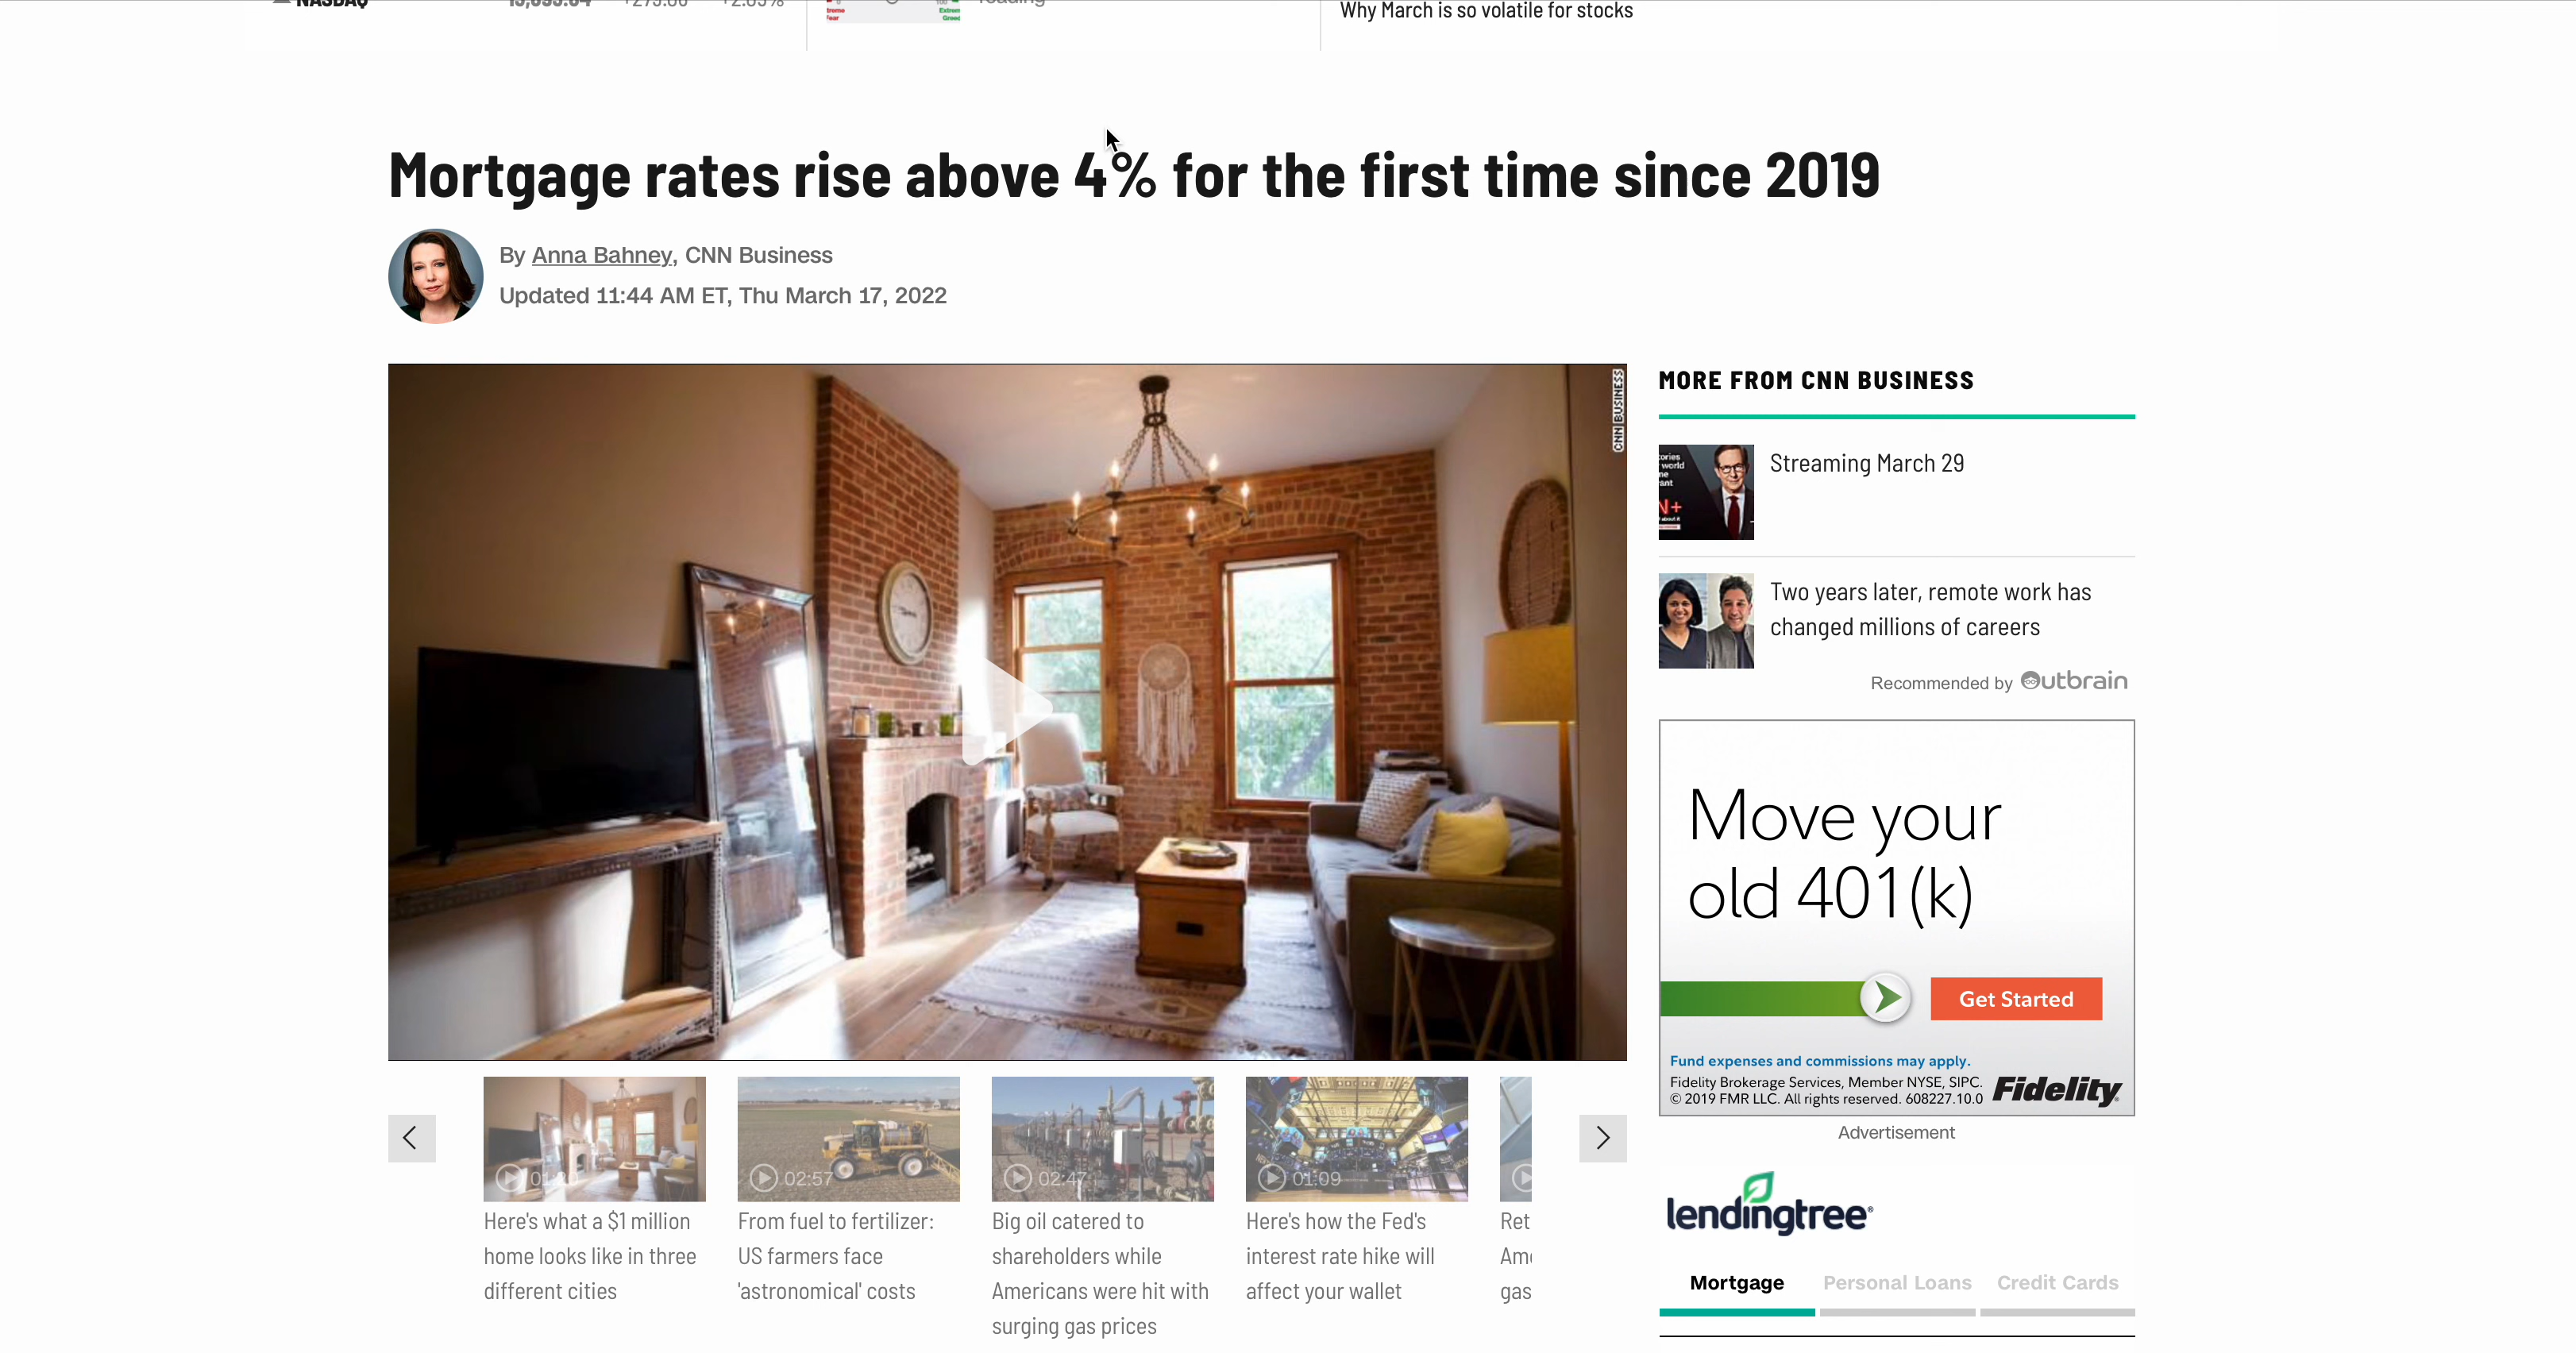 NASDAQ
reading
Why March is so volatile for stocks
Mortgage rates rise above 4% for the first time since 2019
By Anna Bahney, CNN Business
Updated 11:44 AM ET, Thu March 17, 2022
CNN BUSINESS
MORE FROM CNN BUSINESS
Streaming March 29
Two years later, remote work has
changed millions of careers
Recommended by Outbrain
Move your
old 401(k)
Get Started
Fund expenses and commissions may apply.
Fidelity Brokerage Services, Member NYSE, SIPC.
© 2019 FMR LLC. All rights reserved. 608227.10.0
Fidelity
Advertisement
02:57
02:47
01:09
Here's what a $1 million
home looks like in three
different cities
From fuel to fertilizer:
US farmers face
'astronomical' costs
Big oil catered to
shareholders while
Americans were hit with
surging gas prices
Here's how the Fed's
interest rate hike will
affect your wallet
Ret
gas
lendingtree®
Mortgage
Personal Loans
Credit Cards